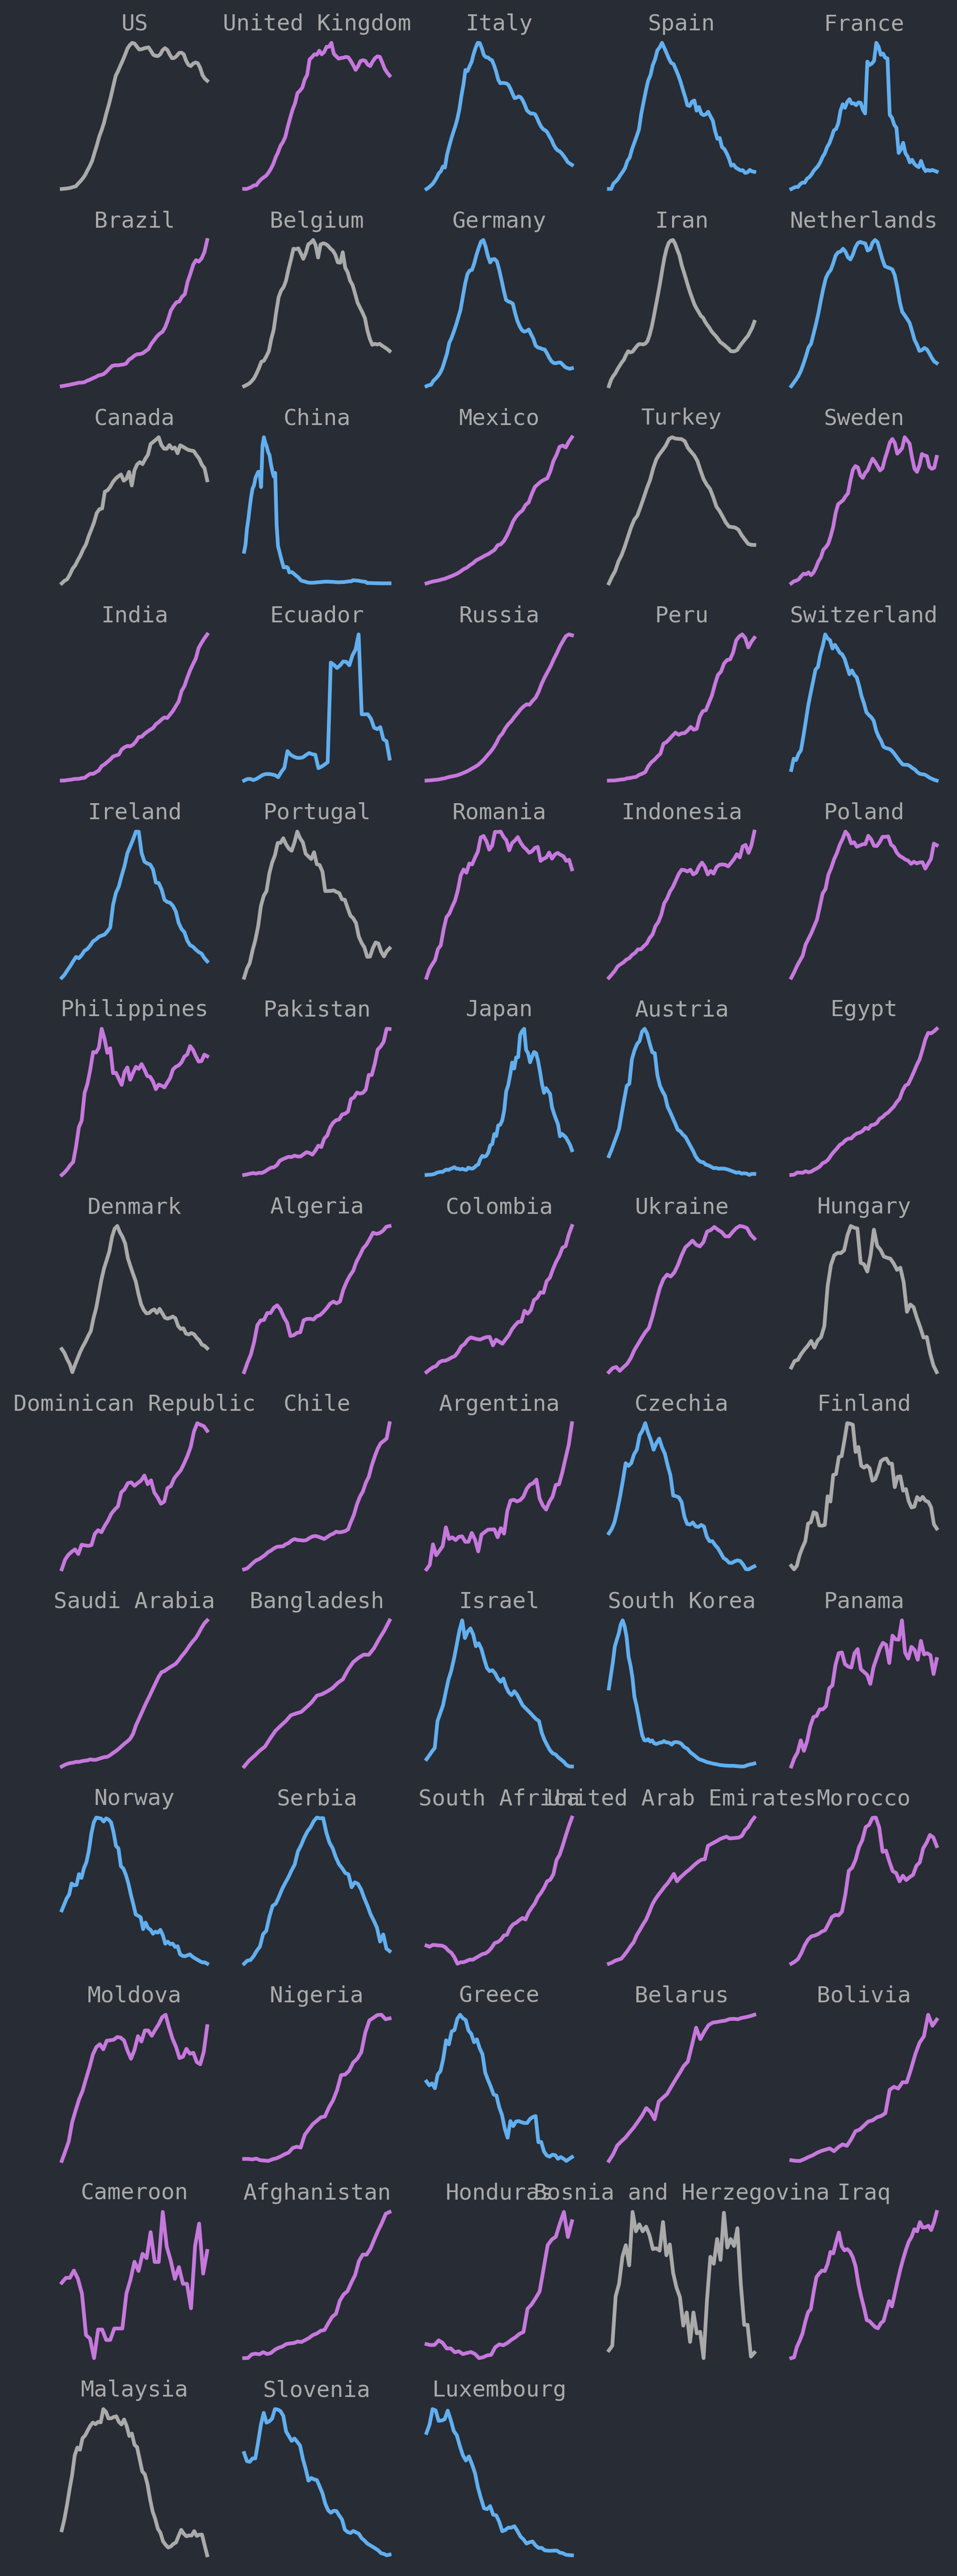 US United Kingdom Italy Spain France
Brazil Belgium Germany Iran Netherlands
Canada China Mexico Turkey Sweden
India Ecuador Russia Peru Switzerland
Ireland Portugal Romania Indonesia Poland
Philippines Pakistan Japan Austria Egypt
Denmark Algeria Colombia Ukraine Hungary
Dominican Republic Chile Argentina Czechia Finland
Saudi Arabia Bangladesh Israel South Korea Panama
Norway Serbia South Africa United Arab Emirates Morocco
Moldova Nigeria Greece Belarus Bolivia
Cameroon Afghanistan Honduras Bosnia and Herzegovina Iraq
Malaysia Slovenia Luxembourg